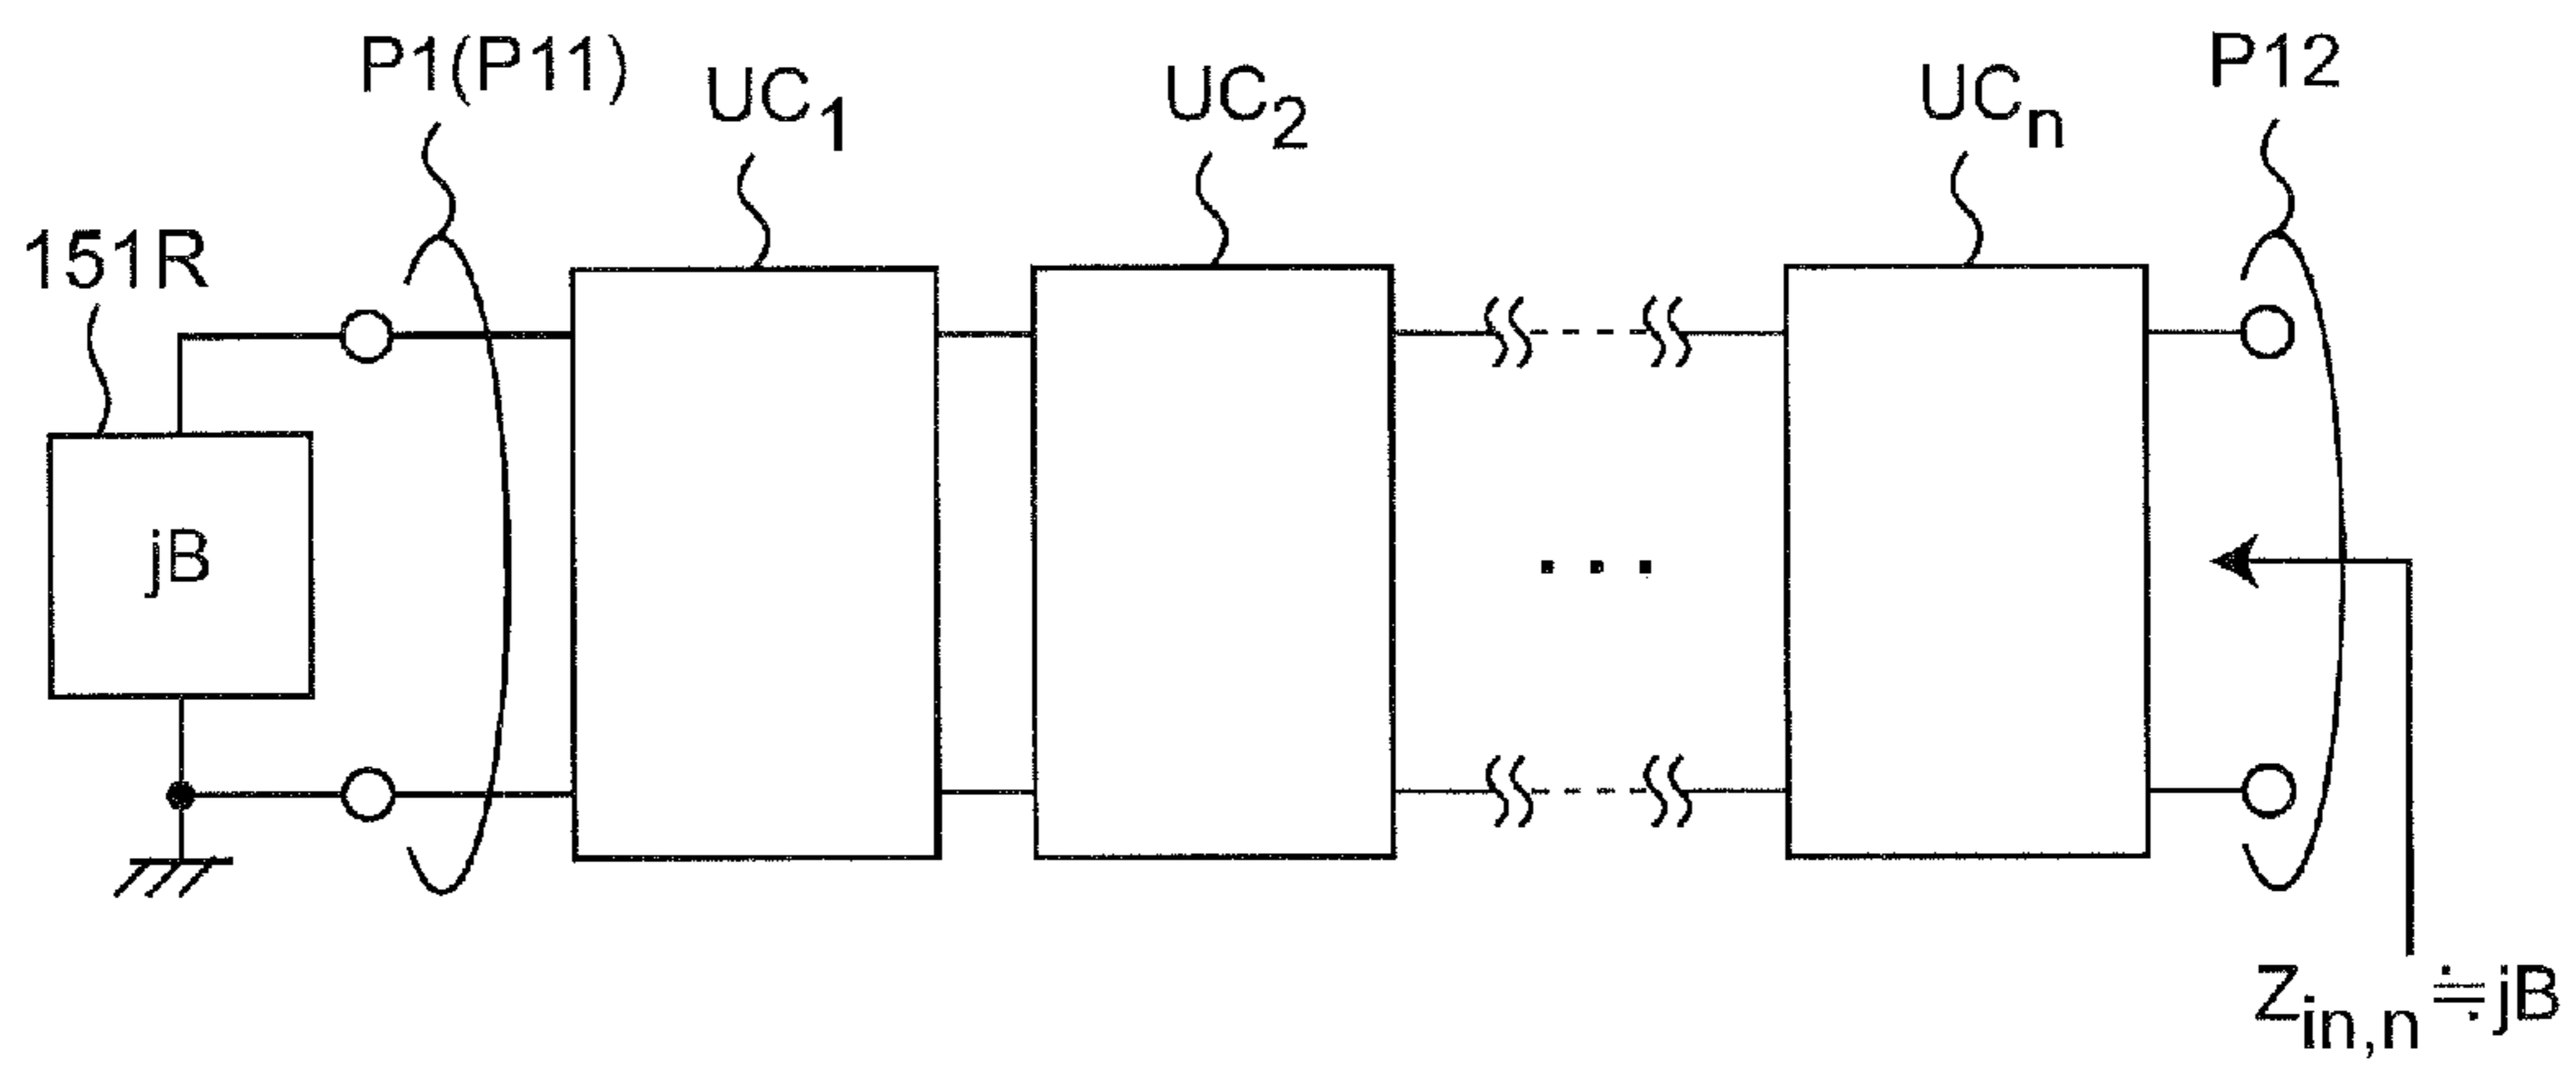 P1(P11)
UC1
UC2
UCn
P12
151R
jB
...
Zin,n≒jB